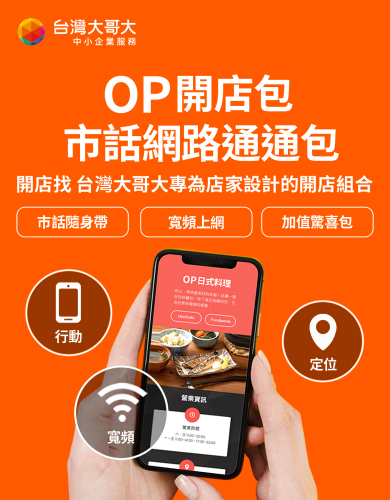 台灣大哥大
中小企業服務
OP開店包
市話網路通通包
開店找 台灣大哥大專為店家設計的開店組合
市話隨身帶
寬頻上網
加值驚喜包
OP日式料理
UberEats
Foodpanda
行動
定位
寬頻
營業資訊
營業時間